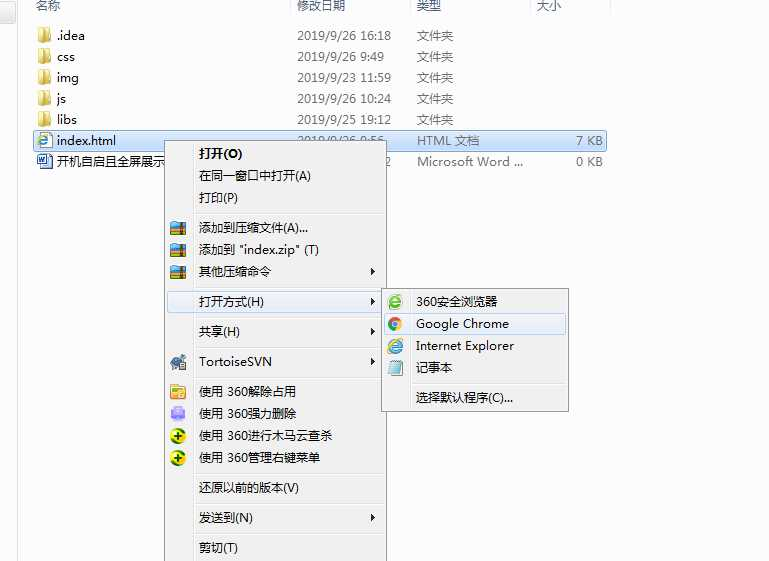 名称 修改日期 类型 大小
.idea 2019/9/26 16:18 文件夹
css 2019/9/26 9:49 文件夹
img 2019/9/23 11:59 文件夹
js 2019/9/26 10:24 文件夹
libs 2019/9/25 19:12 文件夹
index.html 2019/9/26 9:56 HTML 文档 7 KB
开机自启且全屏展示 2 Microsoft Word ... 0 KB
打开(O)
在同一窗口中打开(A)
打印(P)
添加到压缩文件(A)...
添加到 "index.zip" (T)
其他压缩命令
打开方式(H)
共享(H)
TortoiseSVN
使用 360解除占用
使用 360强力删除
使用 360进行木马云查杀
使用 360管理右键菜单
还原以前的版本(V)
发送到(N)
剪切(T)
360安全浏览器
Google Chrome
Internet Explorer
记事本
选择默认程序(C)...